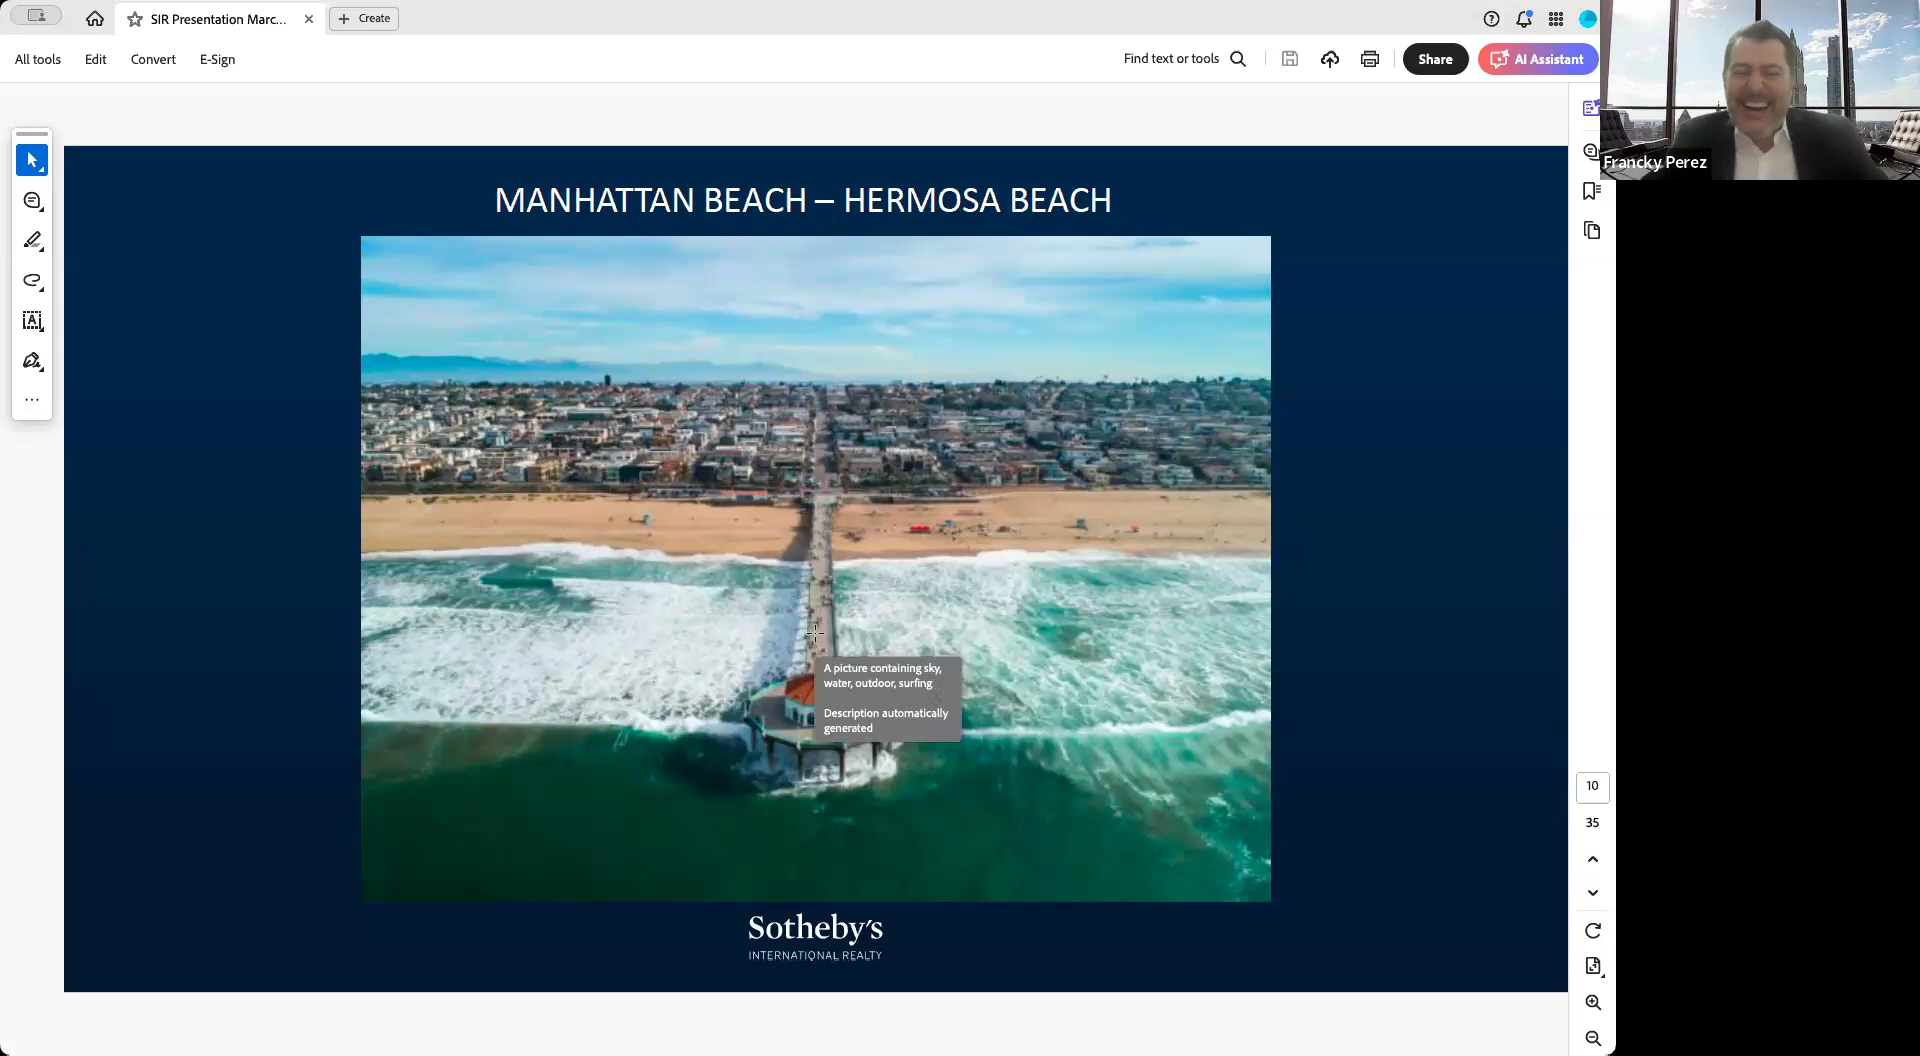 SIR Presentation Marc...
Create
All tools
Edit
Convert
E-Sign
Find text or tools
Share
AI Assistant
Francky Perez
MANHATTAN BEACH – HERMOSA BEACH
A picture containing sky,
water, outdoor, surfing
Description automatically
generated
10
35
Sotheby's
INTERNATIONAL REALTY